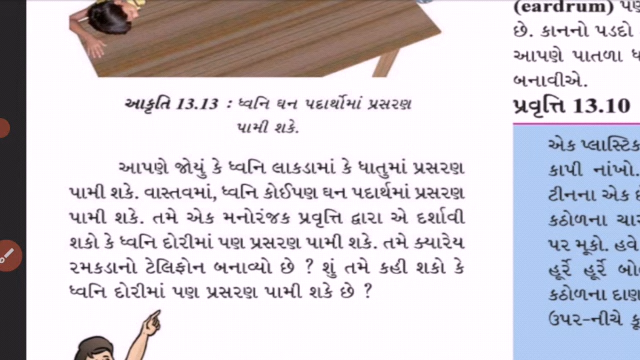 આકૃતિ 13.13 : ધ્વનિ ઘન પદાર્થોમાં પ્રસરણ
પામી શકે.
આપણે જોયું કે ધ્વનિ લાકડામાં કે ધાતુમાં પ્રસરણ
પામી શકે. વાસ્તવમાં, ધ્વનિ કોઈપણ ઘન પદાર્થમાં પ્રસરણ
પામી શકે. તમે એક મનોરંજક પ્રવૃત્તિ દ્વારા એ દર્શાવી
શકો કે ધ્વનિ દોરીમાં પણ પ્રસરણ પામી શકે. તમે ક્યારેય
રમકડાનો ટેલિફોન બનાવ્યો છે ? શું તમે કહી શકો કે
ધ્વનિ દોરીમાં પણ પ્રસરણ પામી શકે છે ?
(eardrum) પણ
છે. કાનનો પડદો
આપણે પાતળા
બનાવીએ.
પ્રવૃત્તિ 13.10
એક પ્લાસ્ટિક
કાપી નાંખો.
ટીનના એક
કઠોળના ચાર
પર મૂકો. હવે
હૂર્રે હૂર્રે
કઠોળના દાણ
ઉપર-નીચે